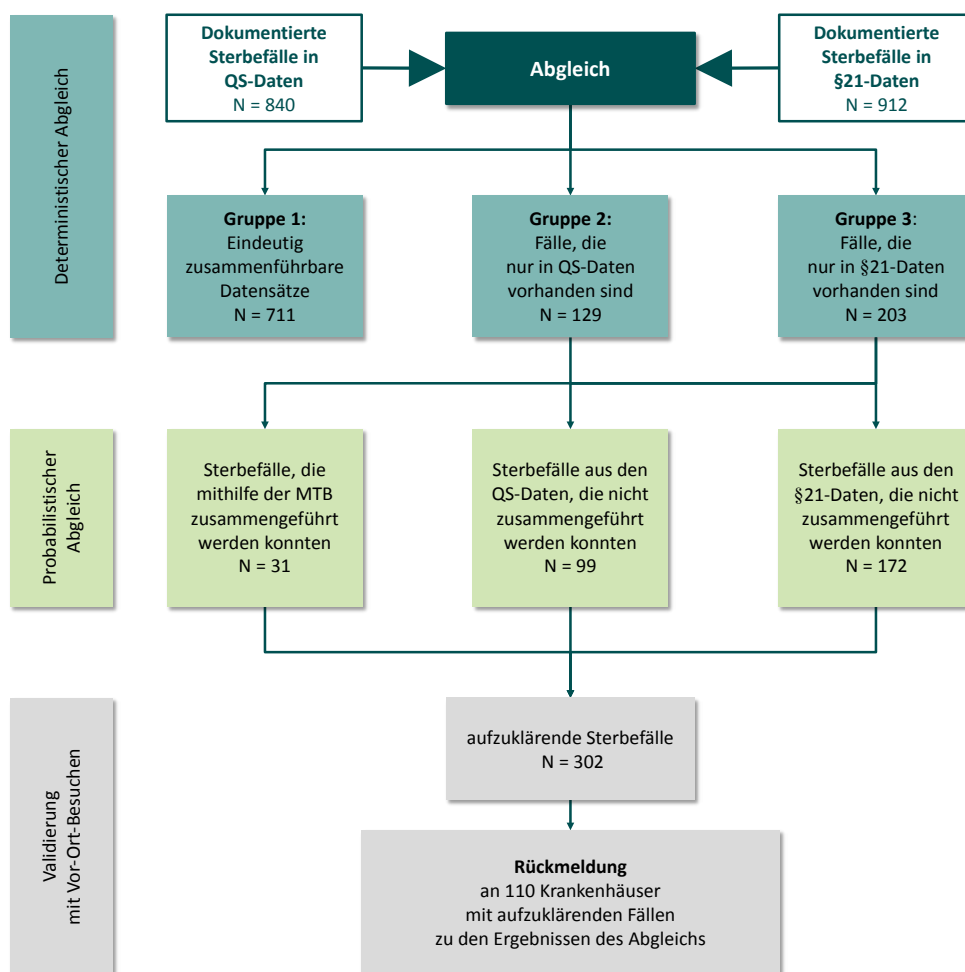 Deterministischer Abgleich
Dokumentierte
Sterbefälle in
QS-Daten
N = 840
Abgleich
Dokumentierte
Sterbefälle in
§21-Daten
N = 912
Gruppe 1:
Eindeutig
zusammenführbare
Datensätze
N = 711
Gruppe 2:
Fälle, die
nur in QS-Daten
vorhanden sind
N = 129
Gruppe 3:
Fälle, die
nur in §21-Daten
vorhanden sind
N = 203
Probabilistischer
Abgleich
Sterbefälle, die
mithilfe der MTB
zusammengeführt
werden konnten
N = 31
Sterbefälle aus den
QS-Daten, die nicht
zusammengeführt
werden konnten
N = 99
Sterbefälle aus den
§21-Daten, die nicht
zusammengeführt
werden konnten
N = 172
Validierung
mit Vor-Ort-Besuchen
aufzuklärende Sterbefälle
N = 302
Rückmeldung
an 110 Krankenhäuser
mit aufzuklärenden Fällen
zu den Ergebnissen des Abgleichs